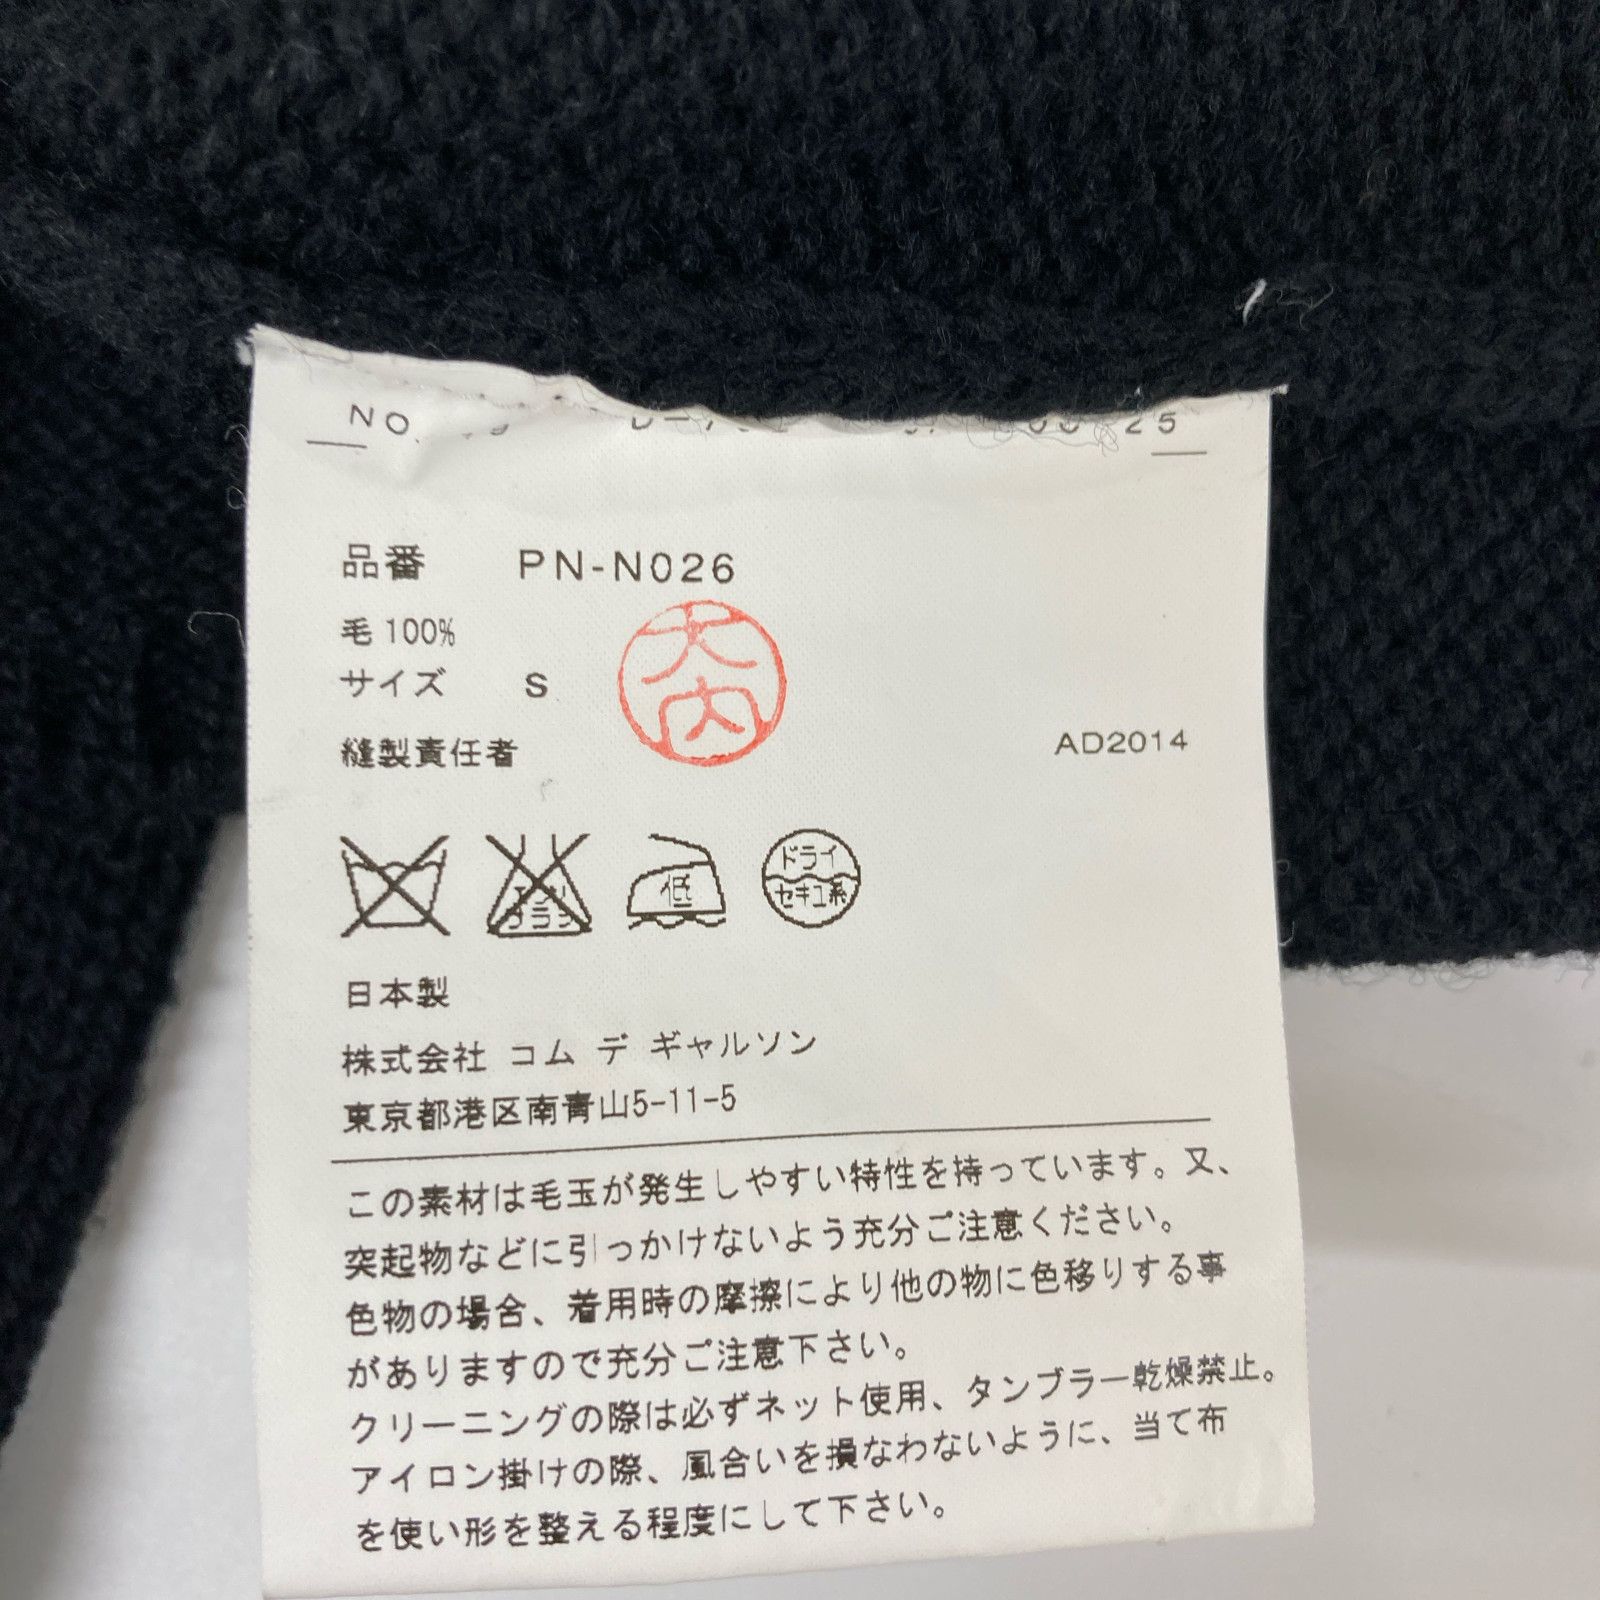 NO.
25
品番 PN-N026
毛 100%
サイズ S
大内
縫製責任者
AD2014
エンソ
サラシ
低
ドライ
セキユ系
日本製
株式会社 コム デ ギャルソン
東京都港区南青山5-11-5
この素材は毛玉が発生しやすい特性を持っています。又、
突起物などに引っかけないよう充分ご注意ください。
色物の場合、着用時の摩擦により他の物に色移りする事
がありますので充分ご注意下さい。
クリーニングの際は必ずネット使用、タンブラー乾燥禁止。
アイロン掛けの際、風合いを損なわないように、当て布
を使い形を整える程度にして下さい。